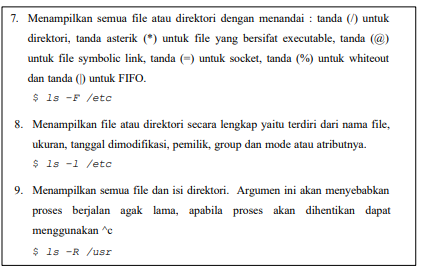 7. Menampilkan semua file atau direktori dengan menandai : tanda (/) untuk
direktori, tanda asterik (*) untuk file yang bersifat executable, tanda (@)
untuk file symbolic link, tanda (=) untuk socket, tanda (%) untuk whiteout
dan tanda (|) untuk FIFO.
$ ls -F /etc
8. Menampilkan file atau direktori secara lengkap yaitu terdiri dari nama file,
ukuran, tanggal dimodifikasi, pemilik, group dan mode atau atributnya.
$ ls -l /etc
9. Menampilkan semua file dan isi direktori. Argumen ini akan menyebabkan
proses berjalan agak lama, apabila proses akan dihentikan dapat
menggunakan ^c
$ ls -R /usr